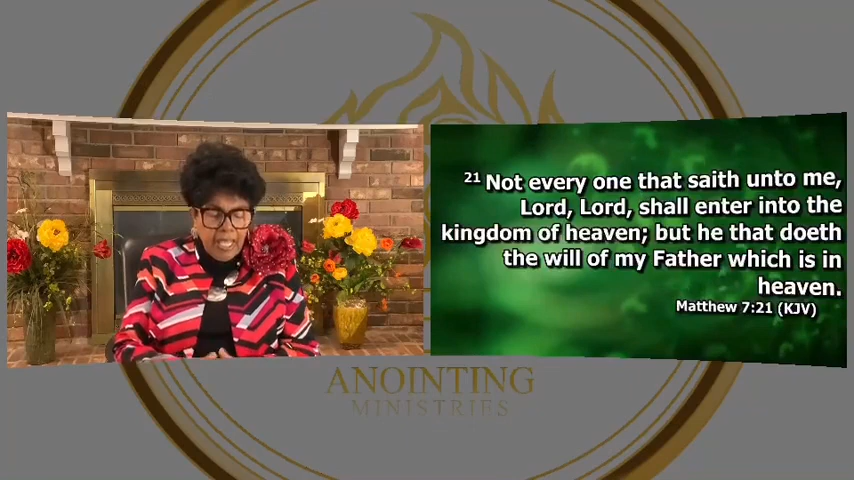 21 Not every one that saith unto me,
Lord, Lord, shall enter into the
kingdom of heaven; but he that doeth
the will of my Father which is in
heaven.
Matthew 7:21 (KJV)
ANOINTING
MINISTRIES